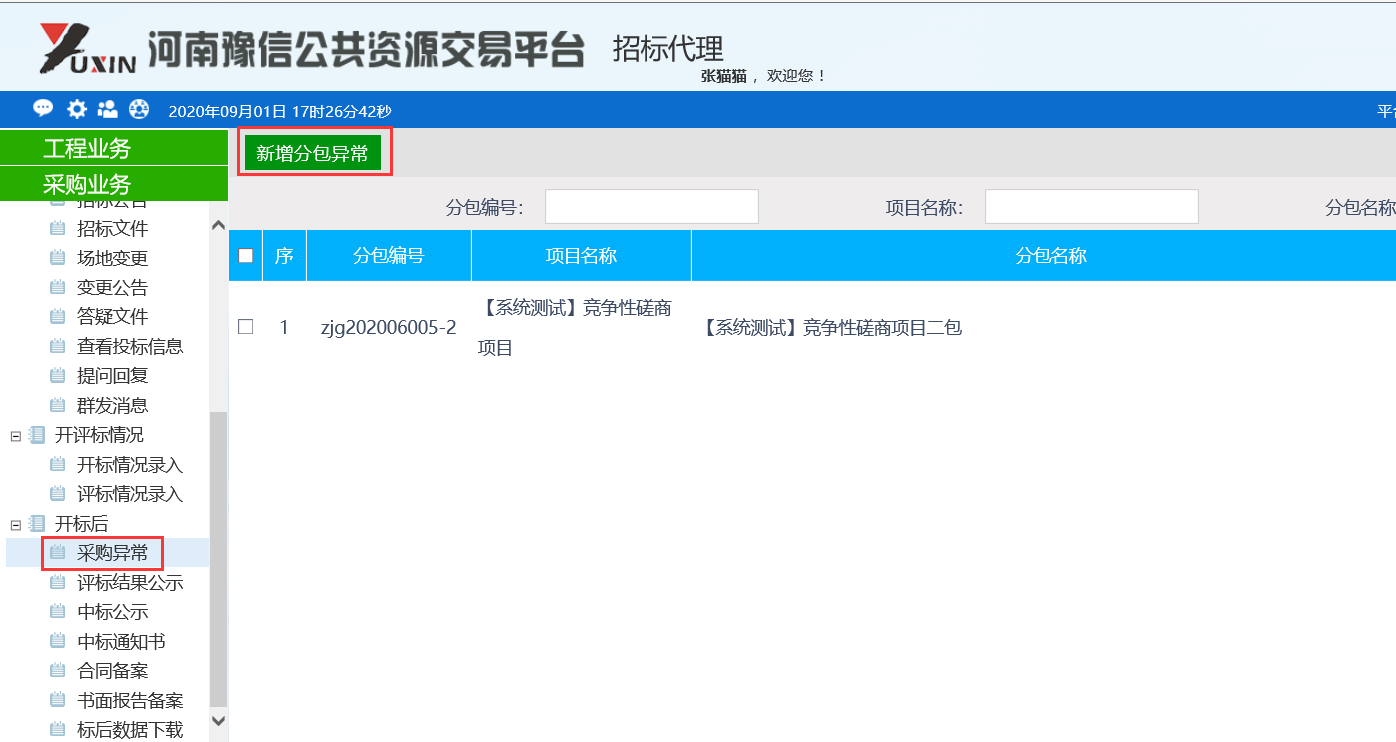 YUXIN 河南豫信公共资源交易平台 招标代理
张猫猫 ， 欢迎您！
2020年09月01日 17时26分42秒
工程业务
采购业务
招标公告
招标文件
场地变更
变更公告
答疑文件
查看投标信息
提问回复
群发消息
开评标情况
开标情况录入
评标情况录入
开标后
采购异常
评标结果公示
中标公示
中标通知书
合同备案
书面报告备案
标后数据下载
新增分包异常
分包编号： 项目名称： 分包名称
序 分包编号 项目名称 分包名称
1 zjg202006005-2 【系统测试】竞争性磋商
项目
【系统测试】竞争性磋商项目二包